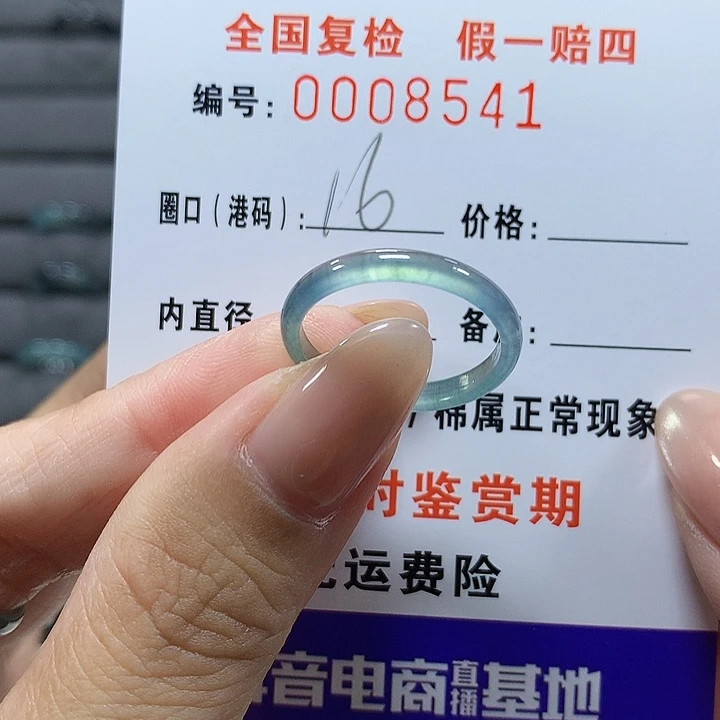 全国复检 假一赔四
编号: 0008541
圈口(港码): 16 价格:
内直径 备 :
棉属正常现象
时鉴赏期
运费险
音电商直播基地